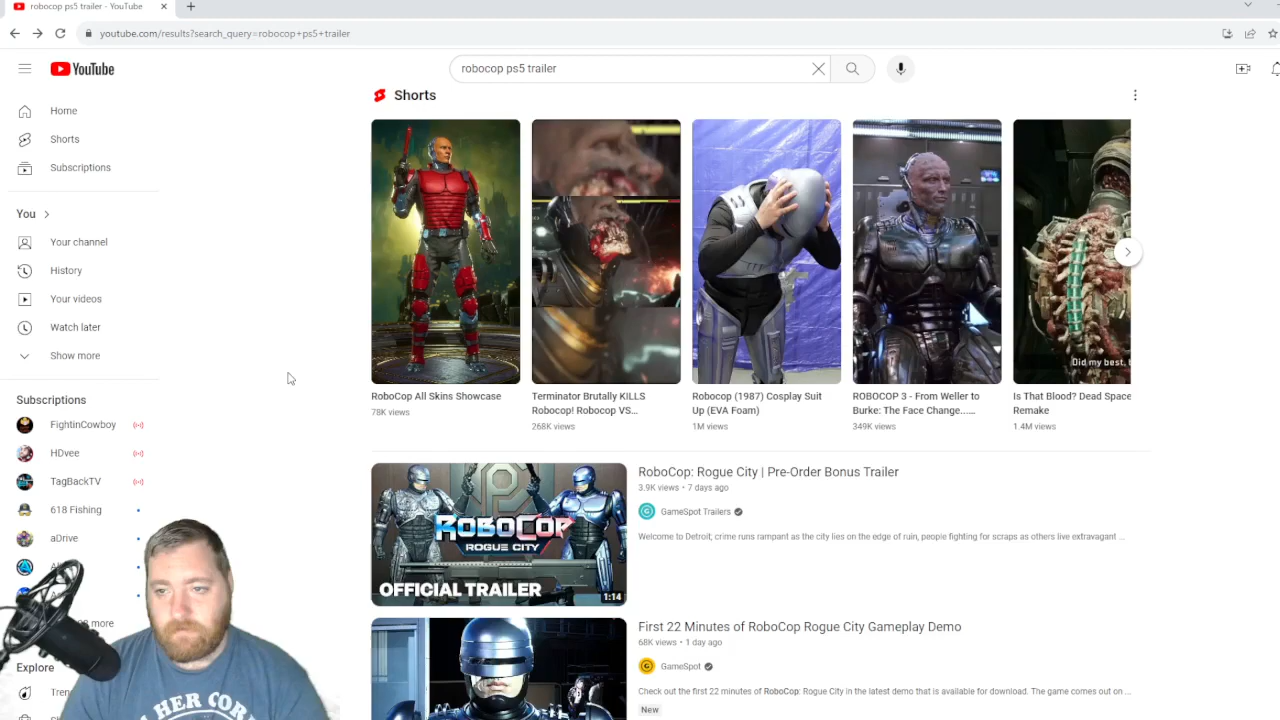 robocop ps5 trailer - YouTube
youtube.com/results?search_query=robocop+ps5+trailer
YouTube
robocop ps5 trailer
Home
Shorts
Subscriptions
You
Your channel
History
Your videos
Watch later
Show more
Subscriptions
FightinCowboy
HDvee
TagBackTV
618 Fishing
aDrive
more
Explore
Shorts
Did my best,
RoboCop All Skins Showcase
78K views
Terminator Brutally KILLS
Robocop! Robocop VS...
268K views
Robocop (1987) Cosplay Suit
Up (EVA Foam)
1M views
ROBOCOP 3 - From Weller to
Burke: The Face Change...…
349K views
Is That Blood? Dead Space
Remake
1.4M views
ROBOCOP
ROGUE CITY
OFFICIAL TRAILER
1:14
RoboCop: Rogue City | Pre-Order Bonus Trailer
3.9K views • 7 days ago
GameSpot Trailers
Welcome to Detroit; crime runs rampant as the city lies on the edge of ruin, people fighting for scraps as others live extravagant ...
First 22 Minutes of RoboCop Rogue City Gameplay Demo
68K views • 1 day ago
GameSpot
Check out the first 22 minutes of RoboCop: Rogue City in the latest demo that is available for download. The game comes out on ...
New
HER COR